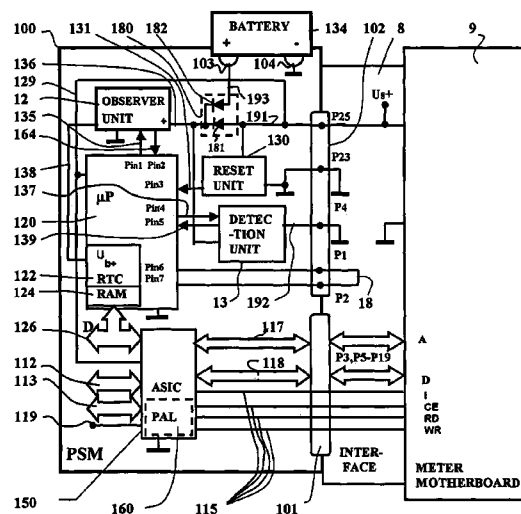 131 180 182
BATTERY
134
102
8
9
100
+
-
136
103
104
129
12
OBSERVER
UNIT
193
135
+
191
P25
U_S+
164
181
130
138
Pin1 Pin2
RESET
UNIT
P23
137
Pin3
120
µP
Pin4
P4
139
Pin5
DETEC
-TION
UNIT
U_b+
P1
122
RTC
Pin6
124
RAM
Pin7
P2
D
13
192
18
126
117
A
P3,P5-P19
118
D
112
ASIC
I
113
CE
119
PAL
RD
WR
PSM
INTER-
FACE
METER
MOTHERBOARD
150
160
115
101